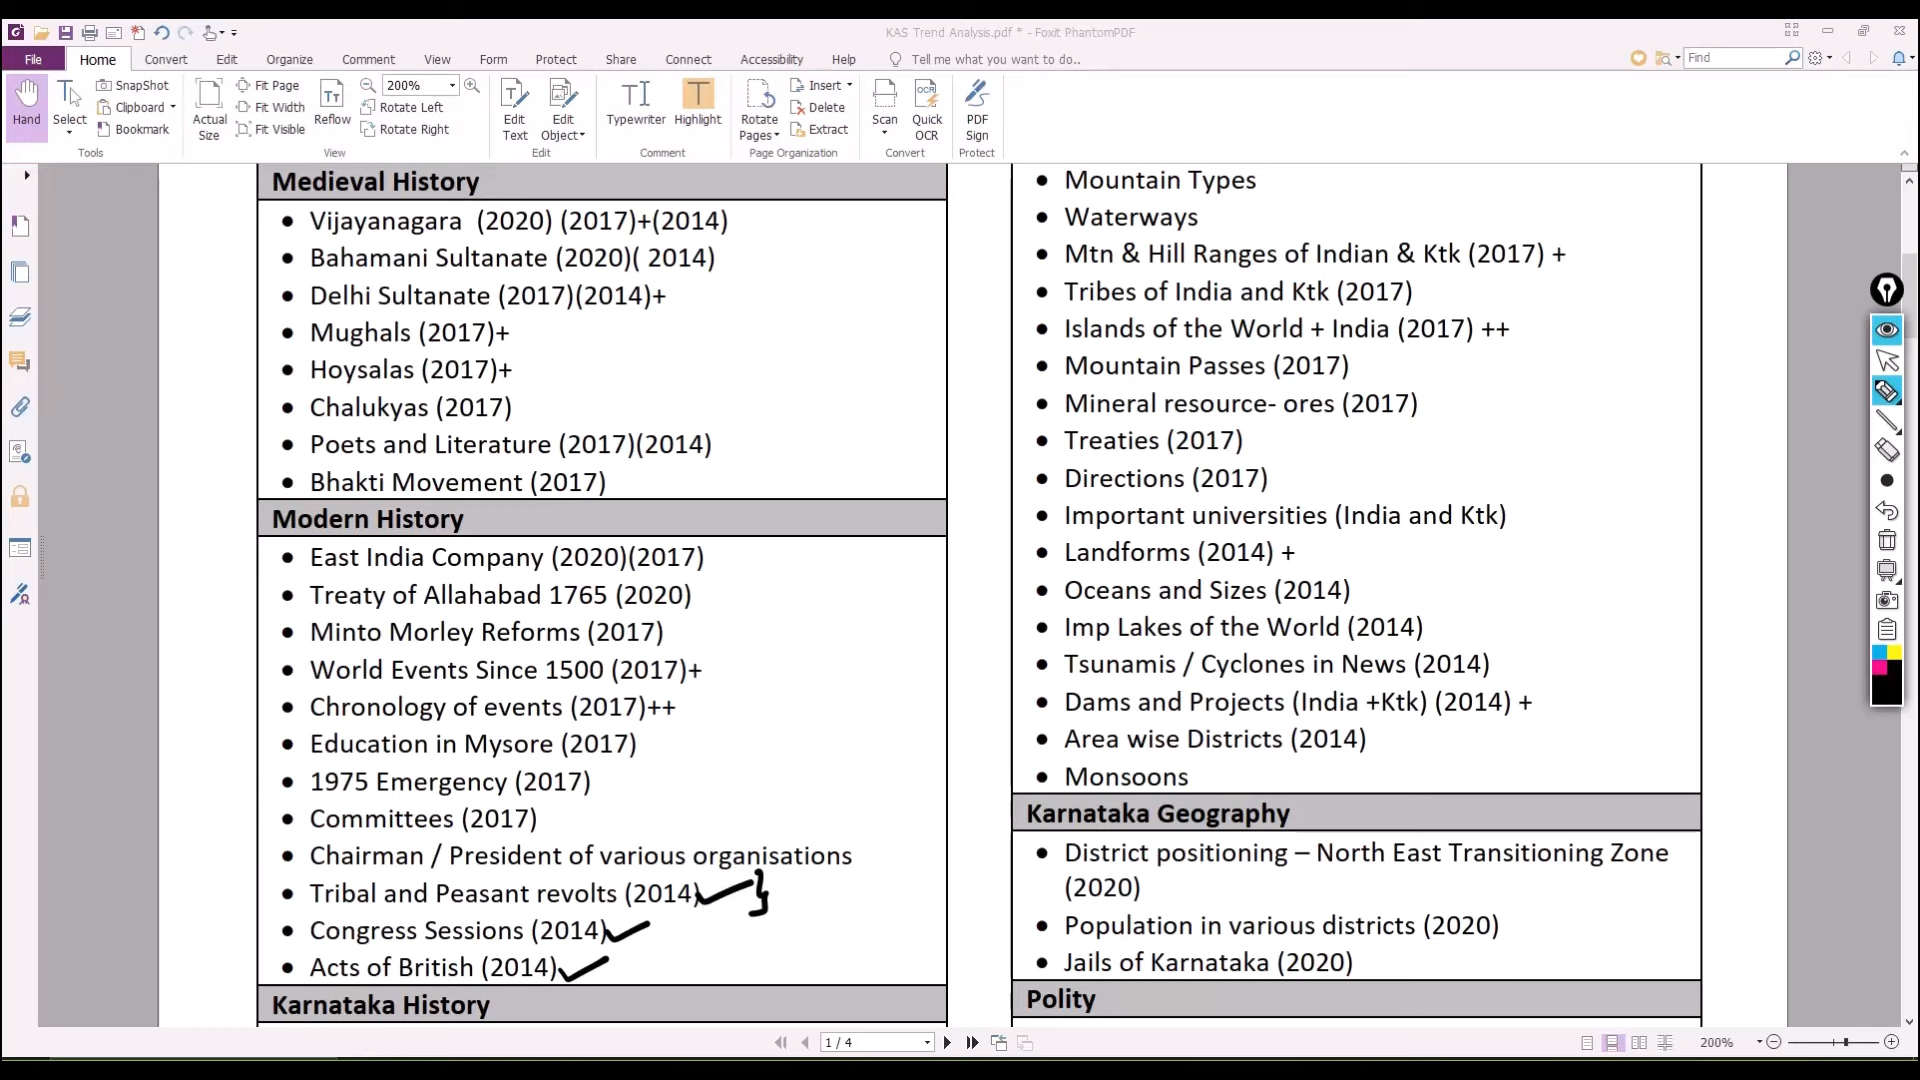 KAS Trend Analysis.pdf * - Foxit PhantomPDF
File Home Convert Edit Organize Comment View Form Protect Share Connect Accessibility Help Tell me what you want to do.. Find
Hand
Select
SnapShot
Clipboard
Bookmark
Tools
Actual Size
Fit Page
Fit Width
Fit Visible
Reflow
200%
Rotate Left
Rotate Right
View
Edit Text
Edit Object
Edit
Typewriter
Highlight
Comment
Rotate Pages
Insert
Delete
Extract
Page Organization
Scan
Quick OCR
Convert
PDF Sign
Protect
Medieval History
• Vijayanagara (2020) (2017)+(2014)
• Bahamani Sultanate (2020)( 2014)
• Delhi Sultanate (2017)(2014)+
• Mughals (2017)+
• Hoysalas (2017)+
• Chalukyas (2017)
• Poets and Literature (2017)(2014)
• Bhakti Movement (2017)
Modern History
• East India Company (2020)(2017)
• Treaty of Allahabad 1765 (2020)
• Minto Morley Reforms (2017)
• World Events Since 1500 (2017)+
• Chronology of events (2017)++
• Education in Mysore (2017)
• 1975 Emergency (2017)
• Committees (2017)
• Chairman / President of various organisations
• Tribal and Peasant revolts (2014)
• Congress Sessions (2014)
• Acts of British (2014)
Karnataka History
• Mountain Types
• Waterways
• Mtn & Hill Ranges of Indian & Ktk (2017) +
• Tribes of India and Ktk (2017)
• Islands of the World + India (2017) ++
• Mountain Passes (2017)
• Mineral resource- ores (2017)
• Treaties (2017)
• Directions (2017)
• Important universities (India and Ktk)
• Landforms (2014) +
• Oceans and Sizes (2014)
• Imp Lakes of the World (2014)
• Tsunamis / Cyclones in News (2014)
• Dams and Projects (India +Ktk) (2014) +
• Area wise Districts (2014)
• Monsoons
Karnataka Geography
• District positioning – North East Transitioning Zone
(2020)
• Population in various districts (2020)
• Jails of Karnataka (2020)
Polity
1 / 4
200%